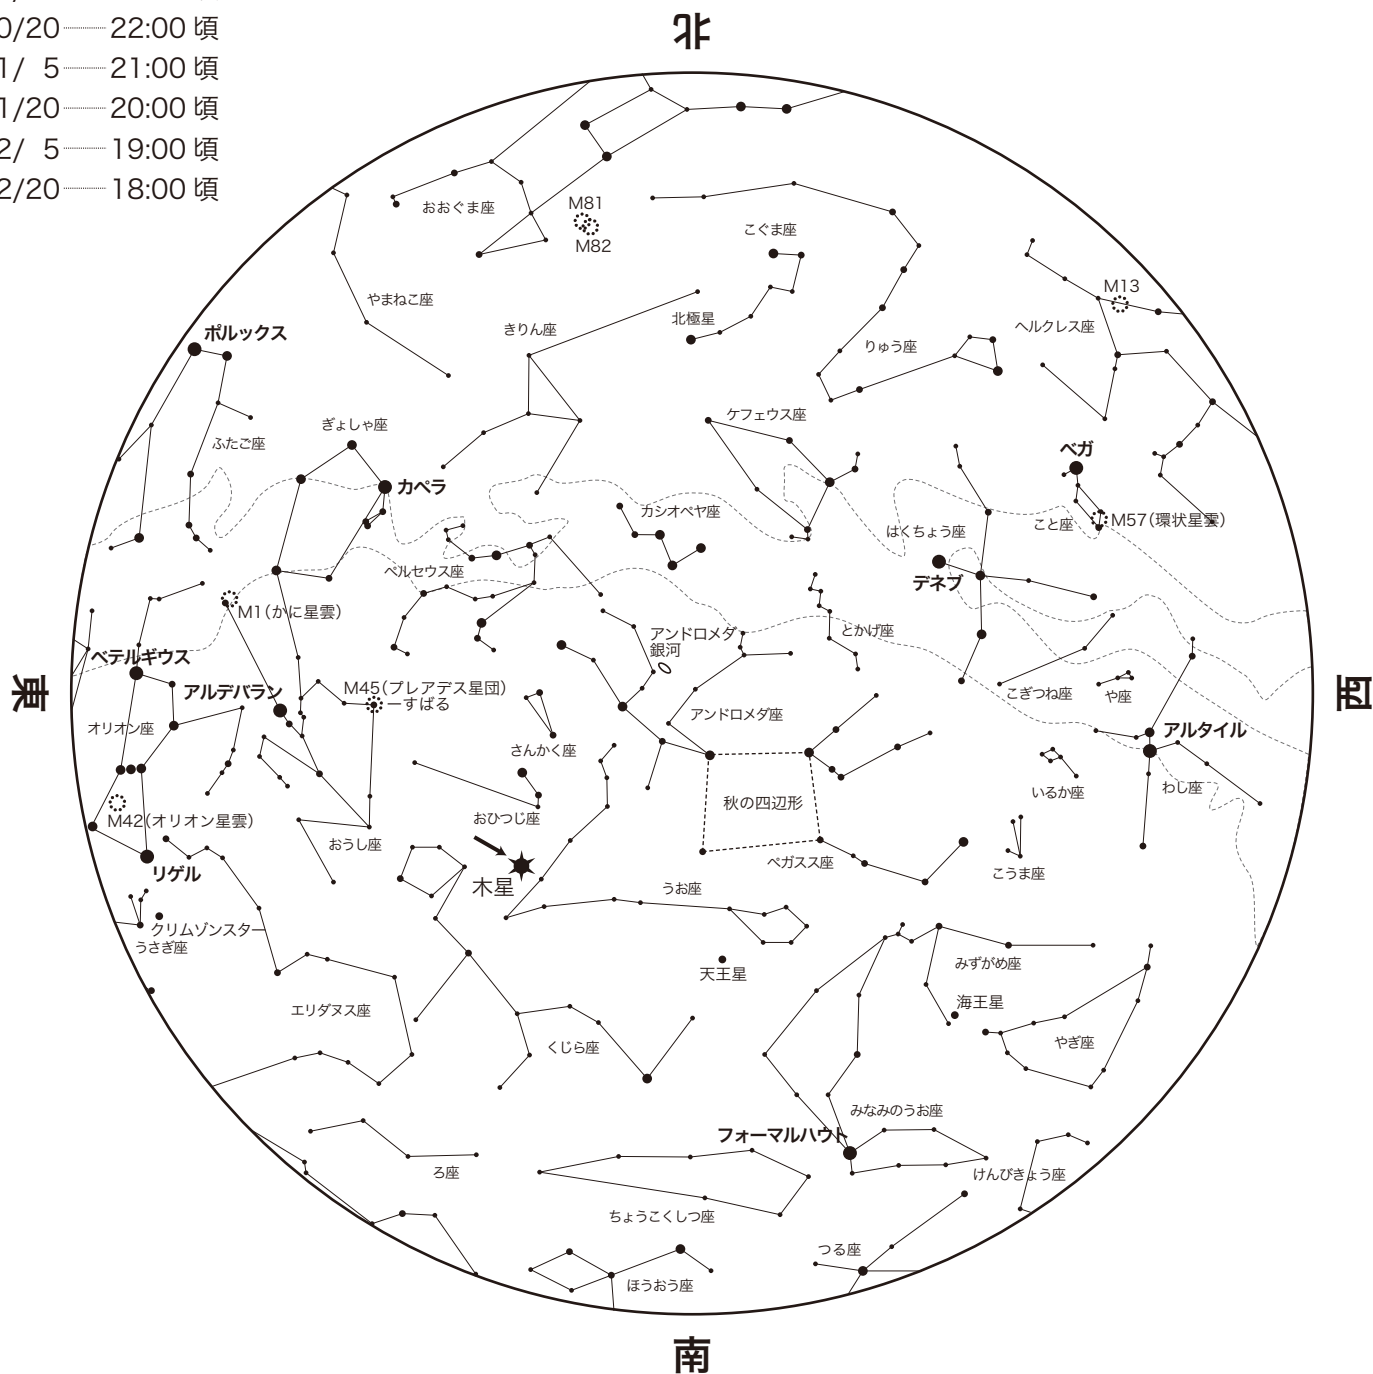 0/20 22:00 頃
1/ 5 21:00 頃
1/20 20:00 頃
2/ 5 19:00 頃
2/20 18:00 頃
北
おおぐま座
M81
M82
こぐま座
やまねこ座
きりん座
北極星
りゅう座
M13
ヘルクレス座
ポルックス
ふたご座
ぎょしゃ座
カペラ
ケフェウス座
ベガ
カシオペヤ座
はくちょう座
こと座
M57(環状星雲)
ペルセウス座
デネブ
M1(かに星雲)
アンドロメダ
銀河
とかげ座
ベテルギウス
アルデバラン
M45(プレアデス星団)
ーすばる
こぎつね座
や座
東
西
オリオン座
アンドロメダ座
さんかく座
アルタイル
いるか座
わし座
M42(オリオン星雲)
おうし座
おひつじ座
秋の四辺形
リゲル
木星
ペガスス座
こうま座
うお座
クリムゾンスター
うさぎ座
天王星
みずがめ座
海王星
エリダヌス座
くじら座
やぎ座
みなみのうお座
フォーマルハウト
ろ座
けんびきょう座
ちょうこくしつ座
つる座
ほうおう座
南